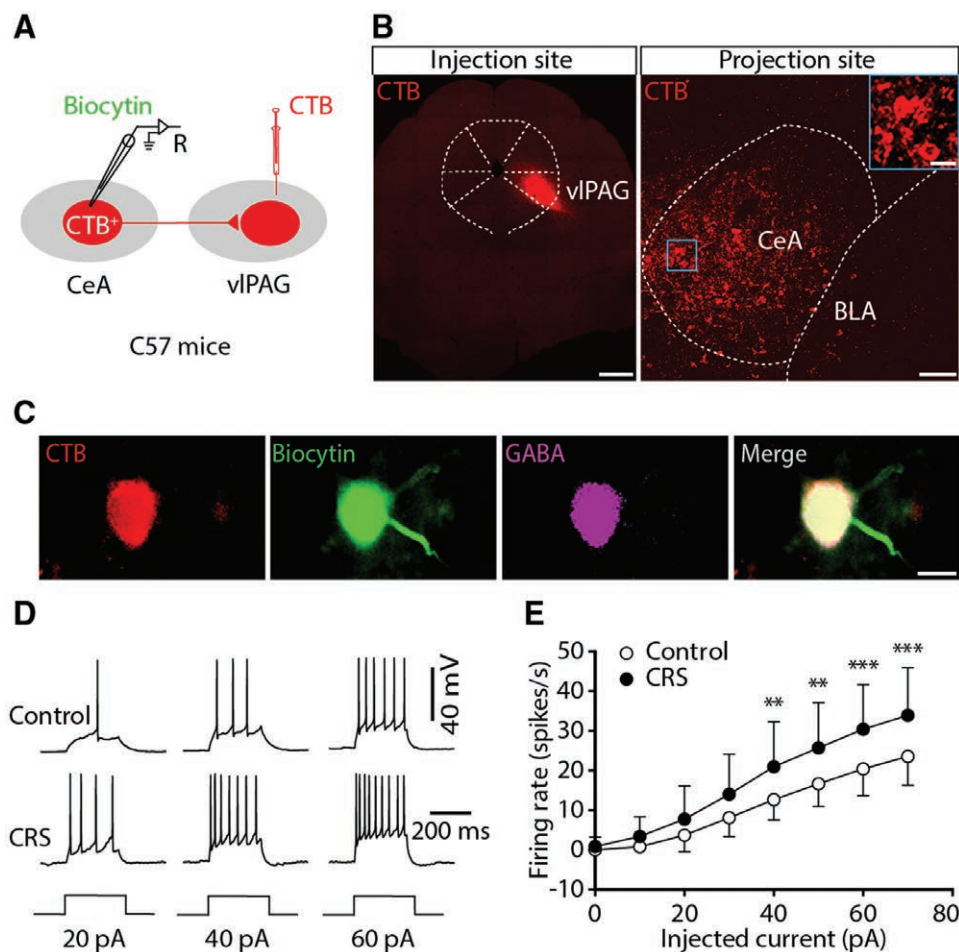 A
Biocytin
CTB
R
CTB+
CeA
vlPAG
C57 mice
B
Injection site
Projection site
CTB
CTB
vlPAG
CeA
BLA
C
CTB
Biocytin
GABA
Merge
D
Control
40 mV
CRS
200 ms
20 pA
40 pA
60 pA
E
Control
CRS
**
**
***
***
Firing rate (spikes/s)
50
40
30
20
10
0
-10
0
20
40
60
80
Injected current (pA)